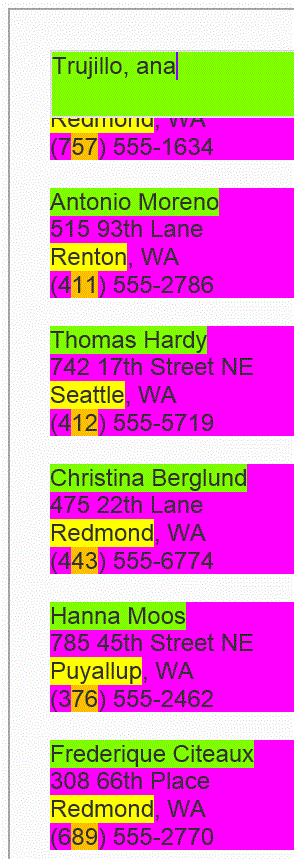 Trujillo, ana
Redmond, WA
(757) 555-1634
Antonio Moreno
515 93th Lane
Renton, WA
(411) 555-2786
Thomas Hardy
742 17th Street NE
Seattle, WA
(412) 555-5719
Christina Berglund
475 22th Lane
Redmond, WA
(443) 555-6774
Hanna Moos
785 45th Street NE
Puyallup, WA
(376) 555-2462
Frederique Citeaux
308 66th Place
Redmond, WA
(689) 555-2770